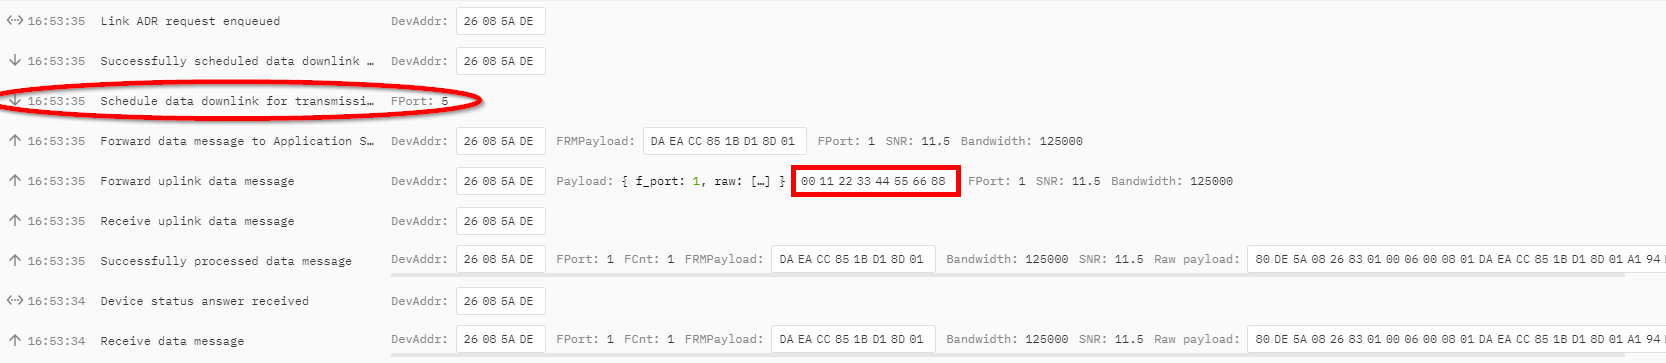 16:53:35 Link ADR request enqueued DevAddr: 26 08 5A DE
16:53:35 Successfully scheduled data downlink … DevAddr: 26 08 5A DE
16:53:35 Schedule data downlink for transmissi… FPort: 5
16:53:35 Forward data message to Application S… DevAddr: 26 08 5A DE FRMPayload: DA EA CC 85 1B D1 8D 01 FPort: 1 SNR: 11.5 Bandwidth: 125000
16:53:35 Forward uplink data message DevAddr: 26 08 5A DE Payload: { f_port: 1, raw: […] } 00 11 22 33 44 55 66 88 FPort: 1 SNR: 11.5 Bandwidth: 125000
16:53:35 Receive uplink data message DevAddr: 26 08 5A DE
16:53:35 Successfully processed data message DevAddr: 26 08 5A DE FPort: 1 FCnt: 1 FRMPayload: DA EA CC 85 1B D1 8D 01 Bandwidth: 125000 SNR: 11.5 Raw payload: 80 DE 5A 08 26 83 01 00 06 00 08 01 DA EA CC 85 1B D1 8D 01 A1 94
16:53:34 Device status answer received DevAddr: 26 08 5A DE
16:53:34 Receive data message DevAddr: 26 08 5A DE FPort: 1 FCnt: 1 FRMPayload: DA EA CC 85 1B D1 8D 01 Bandwidth: 125000 SNR: 11.5 Raw payload: 80 DE 5A 08 26 83 01 00 06 00 08 01 DA EA CC 85 1B D1 8D 01 A1 94